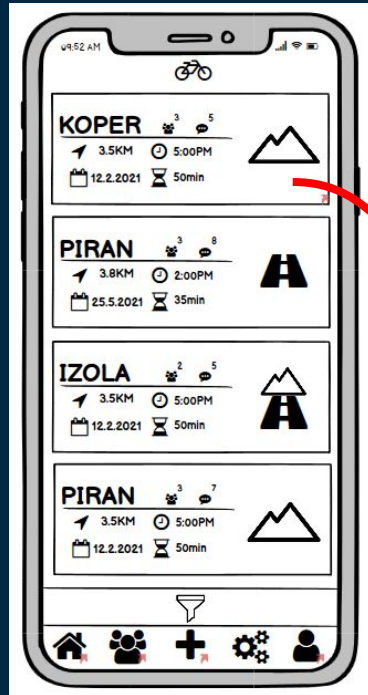 09:52 AM
KOPER 3 5
3.5KM 5:00PM
12.2.2021 50min
PIRAN 3 8
3.8KM 2:00PM
25.5.2021 35min
IZOLA 2 5
3.5KM 5:00PM
12.2.2021 50min
PIRAN 3 7
3.5KM 5:00PM
12.2.2021 50min